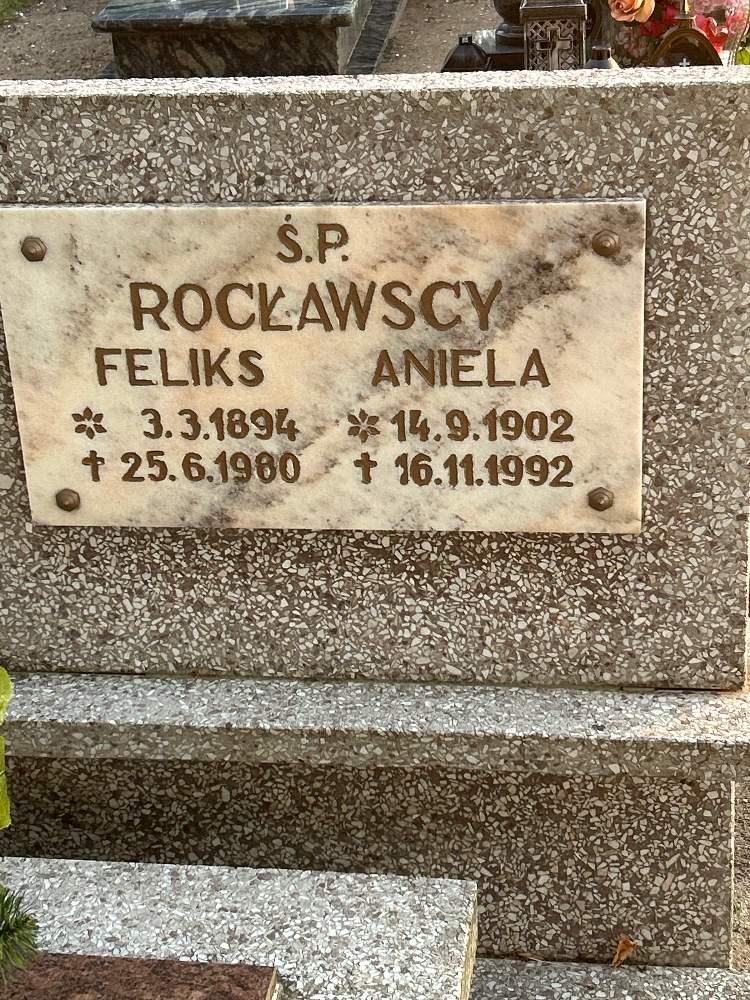 Ś.P.
ROCŁAWSCY
FELIKS ANIELA
3.3.1894 14.9.1902
✝ 25.6.1980 ✝ 16.11.1992